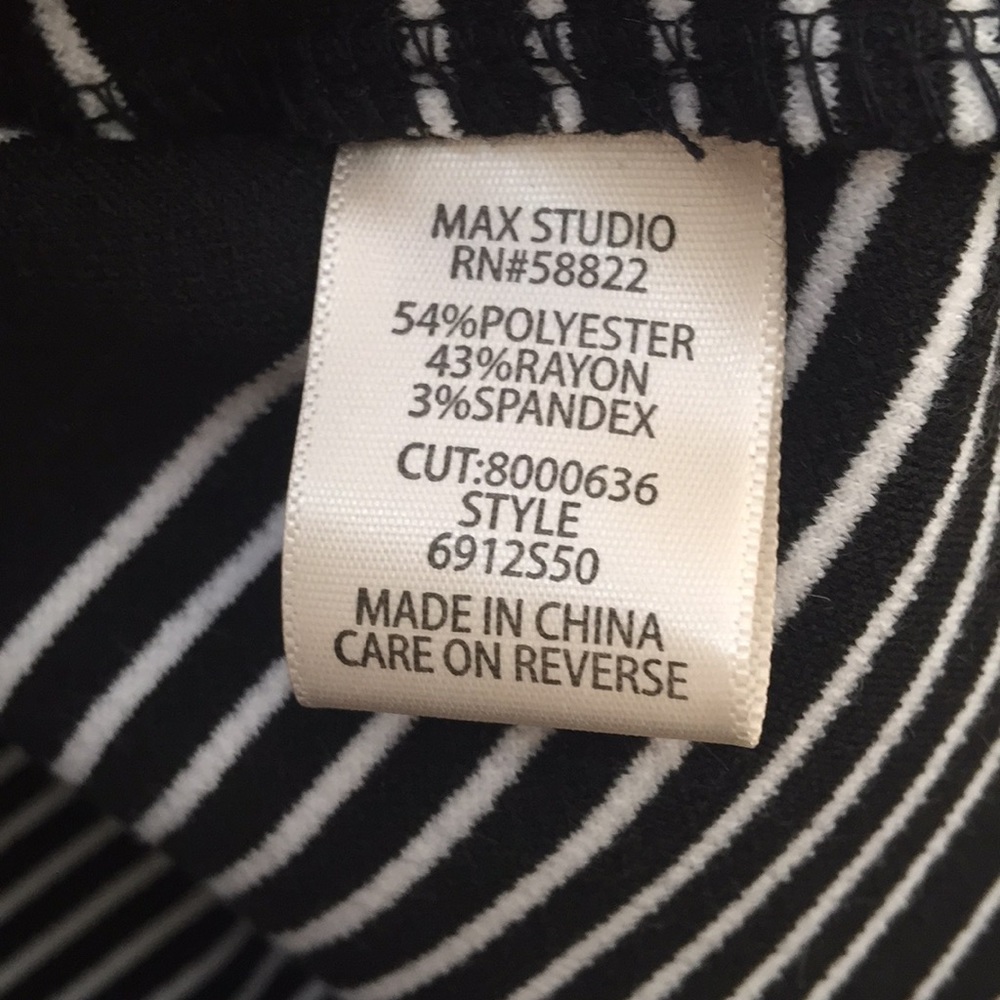 MAX STUDIO
RN#58822
54%POLYESTER
43%RAYON
3%SPANDEX
CUT:8000636
STYLE
6912S50
MADE IN CHINA
CARE ON REVERSE